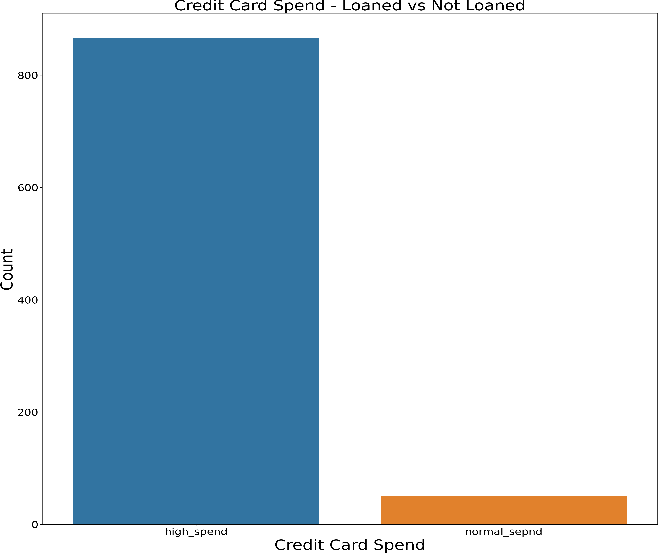 Credit Card Spend - Loaned vs Not Loaned
Count
800
600
400
200
0
high_spend
normal_sepnd
Credit Card Spend